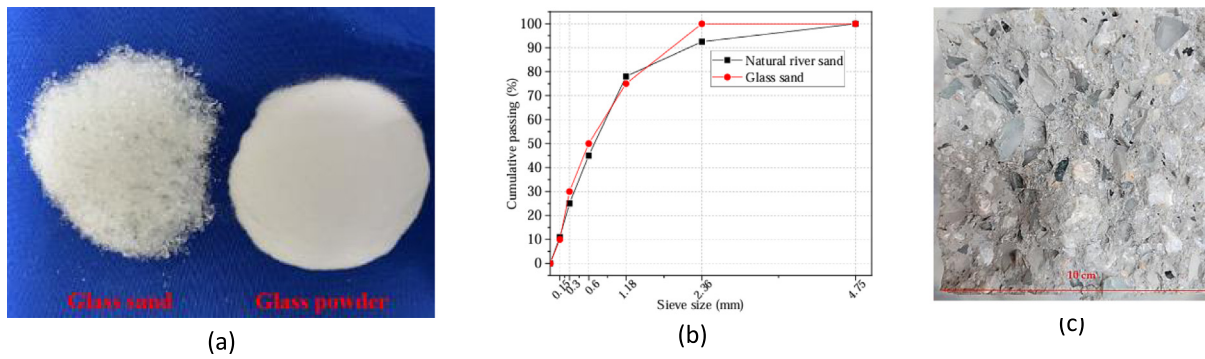 Glass sand
Glass powder
(a)
Cumulative passing (%)
100
90
80
70
60
50
40
30
20
10
0
Natural river sand
Glass sand
0.15
0.3
0.6
1.18
2.36
4.75
Sieve size (mm)
(b)
10 cm
(c)